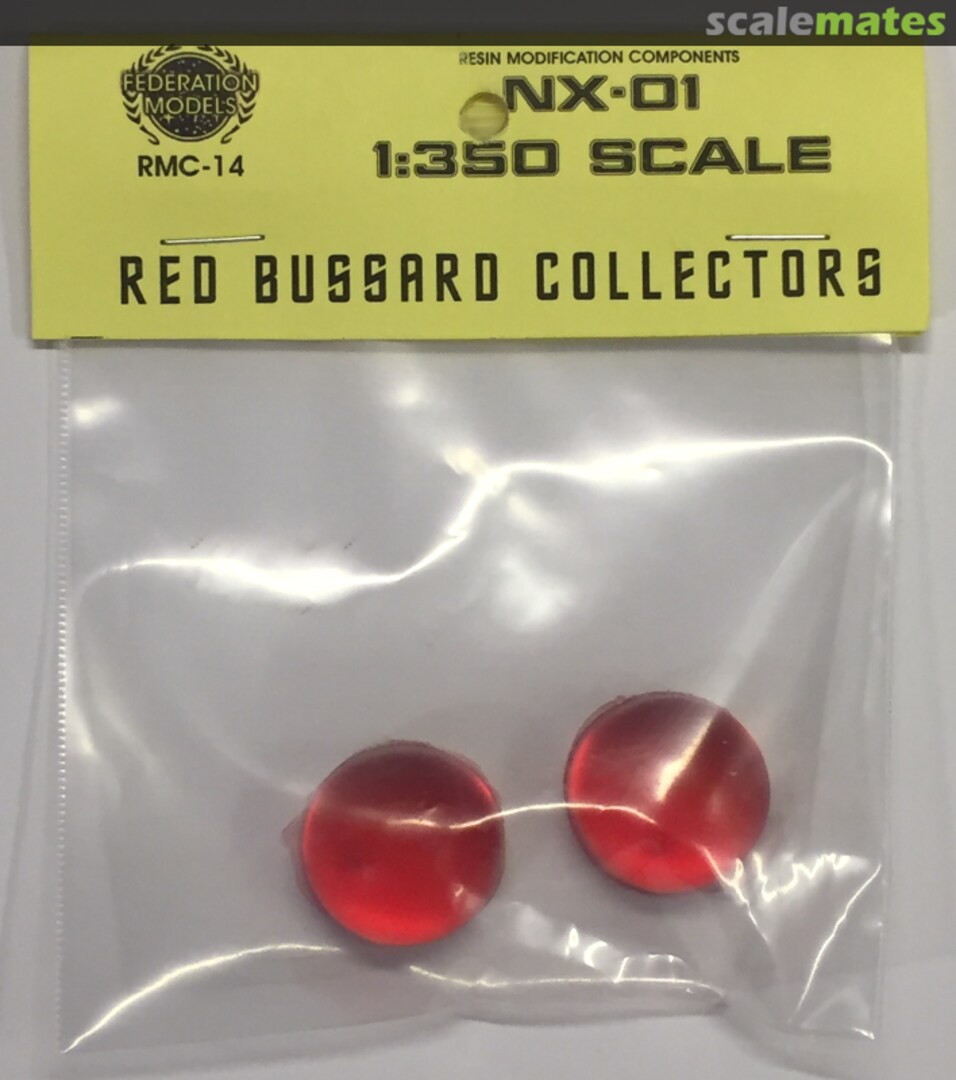 scalemates
FEDERATION
MODELS
RMC-14
RESIN MODIFICATION COMPONENTS
NX-01
1:350 SCALE
RED BUSSARD COLLECTORS